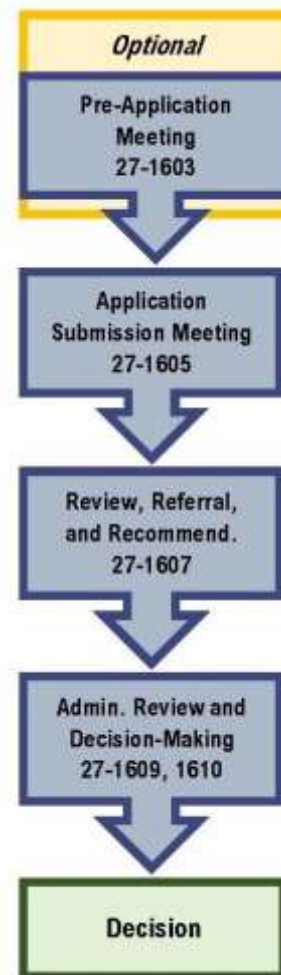 Optional
Pre-Application
Meeting
27-1603
Application
Submission Meeting
27-1605
Review, Referral,
and Recommend.
27-1607
Admin. Review and
Decision-Making
27-1609, 1610
Decision